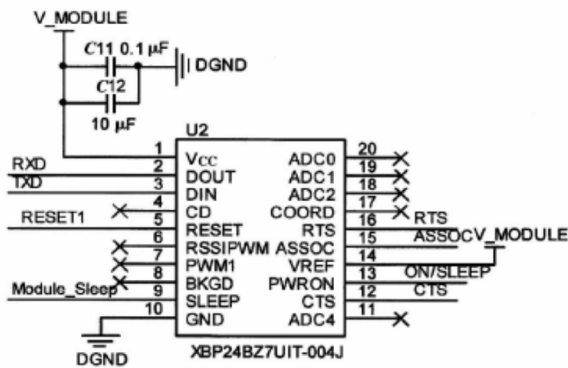 V_MODULE
C11 0.1 μF
DGND
C12
10 μF
U2
1 VCC ADC0 20
RXD 2 DOUT ADC1 19
TXD 3 DIN ADC2 18
4 CD COORD 17
RESET1 5 RESET RTS 16 RTS
6 RSSIPWM ASSOC 15 ASSOC V_MODULE
7 PWM1 VREF 14
8 BKGD PWRON 13 ON/SLEEP
Module_Sleep 9 SLEEP CTS 12 CTS
10 GND ADC4 11
DGND
XBP24BZ7UIT-004J